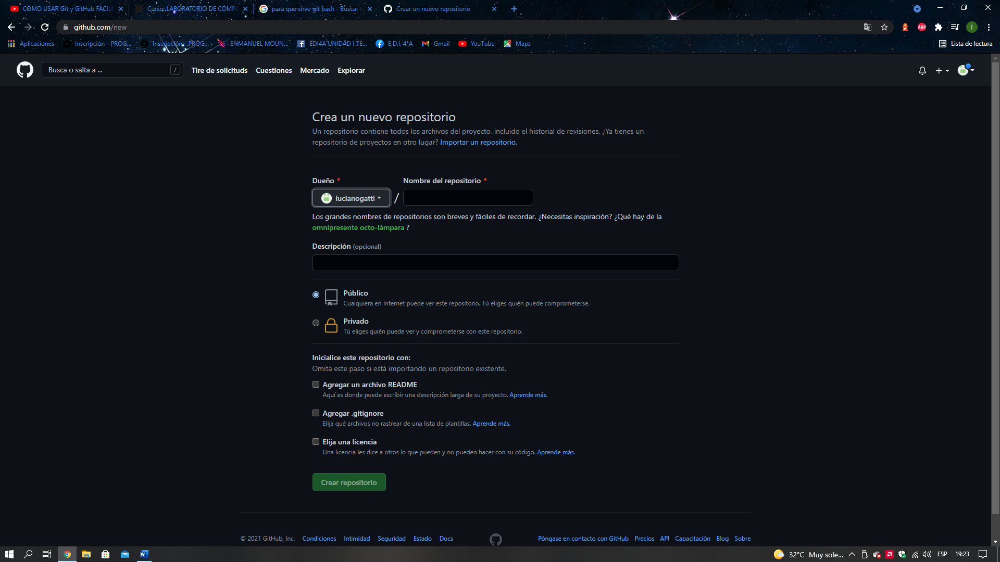 CÓMO USAR Git y GitHub FÁCIL
Curso: LABORATORIO DE COMPU
para que sirve git bash - Buscar
Crear un nuevo repositorio
github.com/new
ABP
I
Aplicaciones
Inscripción - PROG...
Inscripción - PROG...
ENMANUEL MOUN...
EDI4A UNIDAD I TE...
E.D.I. 4°A
Gmail
YouTube
Maps
Lista de lectura
Busca o salta a ...
/
Tire de solicituds
Cuestiones
Mercado
Explorar
Crea un nuevo repositorio
Un repositorio contiene todos los archivos del proyecto, incluido el historial de revisiones. ¿Ya tienes un
repositorio de proyectos en otro lugar? Importar un repositorio.
Dueño *
Nombre del repositorio *
lucianogatti
/
Los grandes nombres de repositorios son breves y fáciles de recordar. ¿Necesitas inspiración? ¿Qué hay de la
omnipresente octo-lámpara ?
Descripción (opcional)
Público
Cualquiera en Internet puede ver este repositorio. Tú eliges quién puede comprometerse.
Privado
Tú eliges quién puede ver y comprometerse con este repositorio.
Inicialice este repositorio con:
Omita este paso si está importando un repositorio existente.
Agregar un archivo README
Aquí es donde puede escribir una descripción larga de su proyecto. Aprende más.
Agregar .gitignore
Elija qué archivos no rastrear de una lista de plantillas. Aprende más.
Elija una licencia
Una licencia les dice a otros lo que pueden y no pueden hacer con su código. Aprende más.
Crear repositorio
© 2021 GitHub, Inc.
Condiciones
Intimidad
Seguridad
Estado
Docs
Póngase en contacto con GitHub
Precios
API
Capacitación
Blog
Sobre
32°C Muy sole...
ESP
19:23